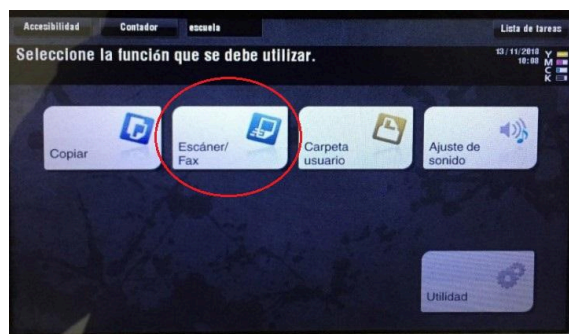 Accesibilidad
Contador
escuela
Lista de tareas
Seleccione la función que se debe utilizar.
13/11/2018
Y
M
C
K
Copiar
Escáner/
Fax
Carpeta
usuario
Ajuste de
sonido
Utilidad